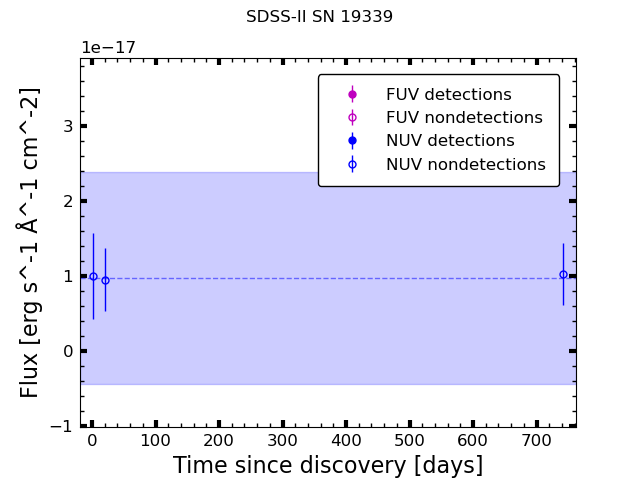 SDSS-II SN 19339
1e−17
FUV detections
FUV nondetections
NUV detections
NUV nondetections
3
2
1
0
−1
0 100 200 300 400 500 600 700
Flux [erg s^-1 Å^-1 cm^-2]
Time since discovery [days]